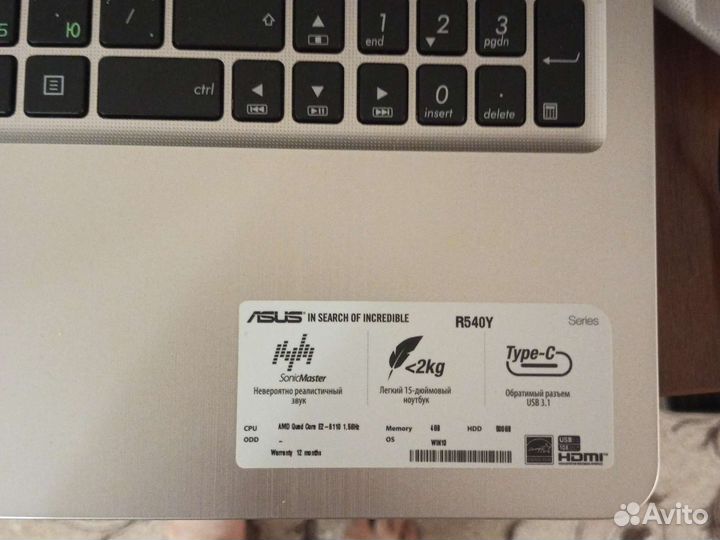 Б Ю / 1 end 2 3 pgdn
ctrl 0 insert . delete
ASUS IN SEARCH OF INCREDIBLE R540Y Series
SonicMaster <2kg Type-C
Невероятно реалистичный
звук
Легкий 15-дюймовый
ноутбук
Обратимый разъем
USB 3.1
CPU AMD Quad Core E2-6110 1.5GHz Memory 4GB HDD 500GB
ODD – OS WIN10
Warranty 12 months
USB
HDMI
Avito